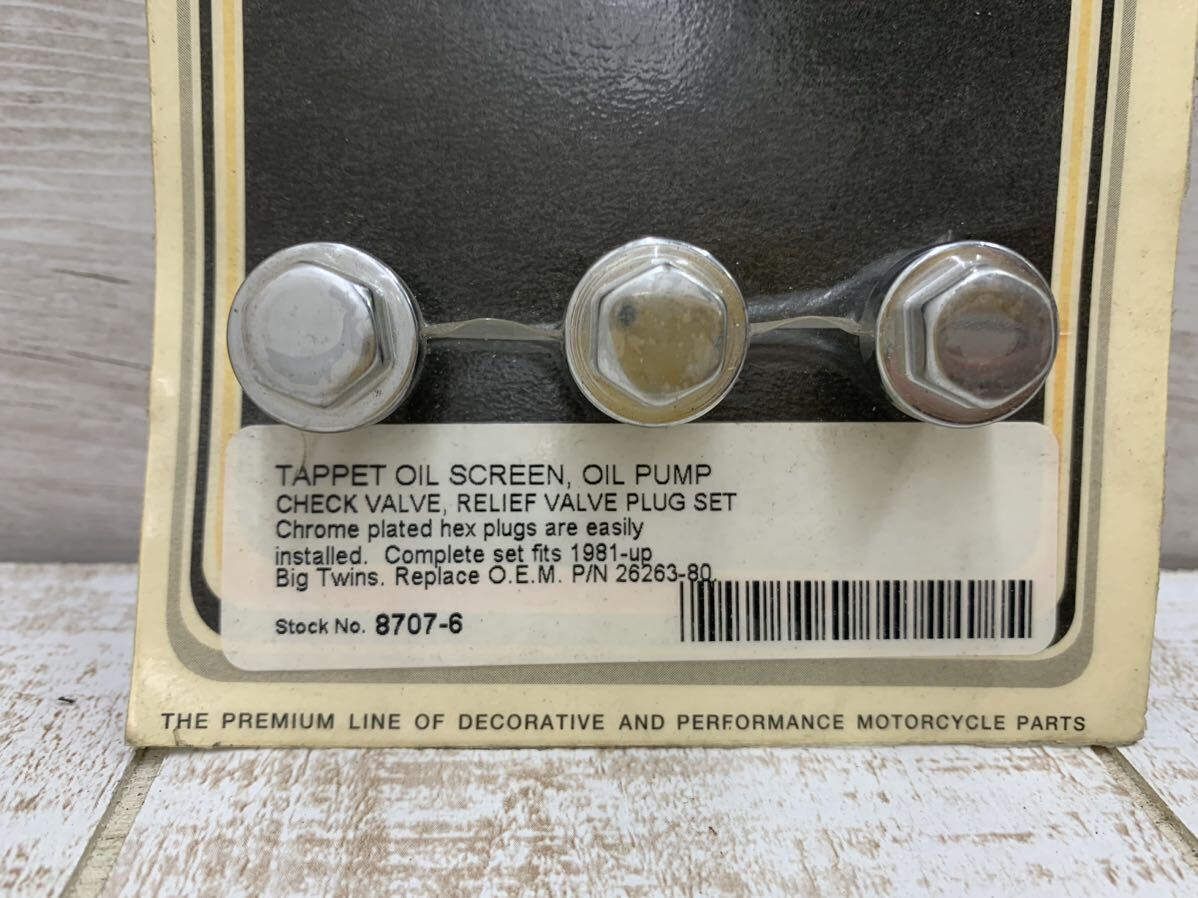 TAPPET OIL SCREEN, OIL PUMP
CHECK VALVE, RELIEF VALVE PLUG SET
Chrome plated hex plugs are easily
installed. Complete set fits 1981-up
Big Twins. Replace O.E.M. P/N 26263-80.
Stock No. 8707-6
THE PREMIUM LINE OF DECORATIVE AND PERFORMANCE MOTORCYCLE PARTS